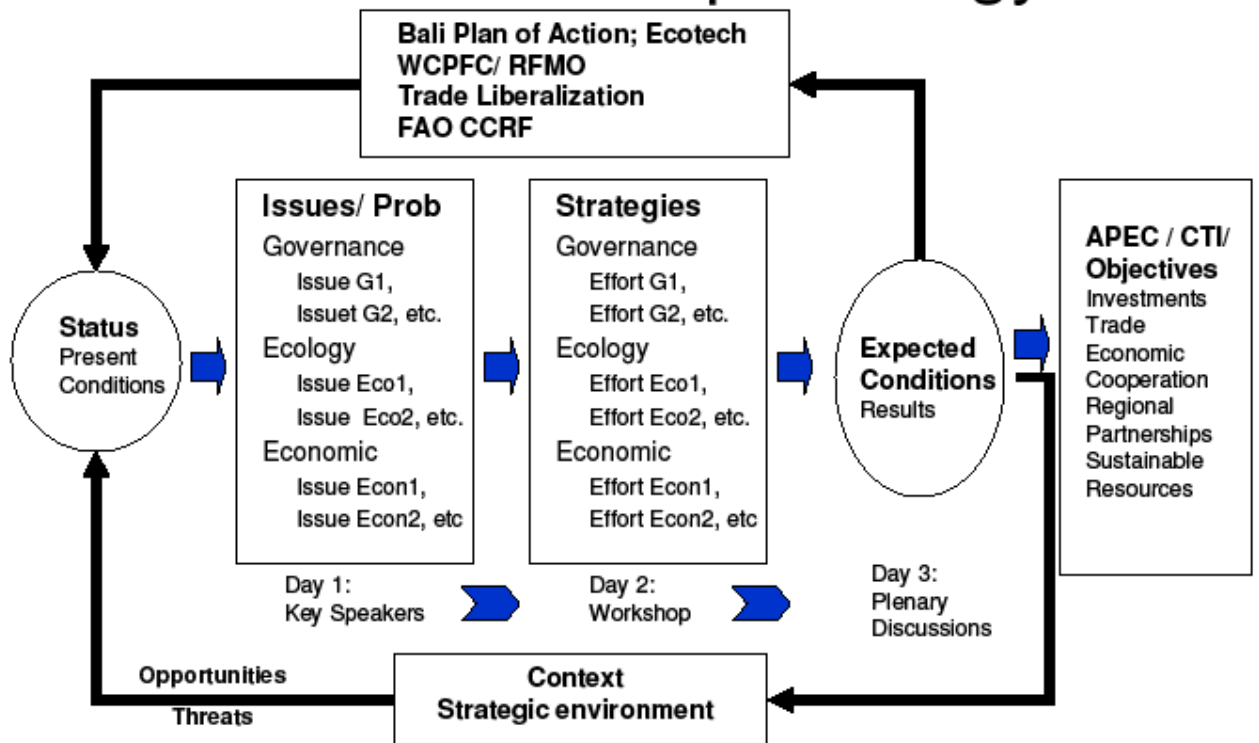 Bali Plan of Action; Ecotech
WCPFC/ RFMO
Trade Liberalization
FAO CCRF
Status
Present
Conditions
Issues/ Prob
Governance
Issue G1,
Issuet G2, etc.
Ecology
Issue Eco1,
Issue Eco2, etc.
Economic
Issue Econ1,
Issue Econ2, etc
Strategies
Governance
Effort G1,
Effort G2, etc.
Ecology
Effort Eco1,
Effort Eco2, etc.
Economic
Effort Econ1,
Effort Econ2, etc
Expected
Conditions
Results
APEC / CTI/
Objectives
Investments
Trade
Economic
Cooperation
Regional
Partnerships
Sustainable
Resources
Day 1:
Key Speakers
Day 2:
Workshop
Day 3:
Plenary
Discussions
Opportunities
Threats
Context
Strategic environment